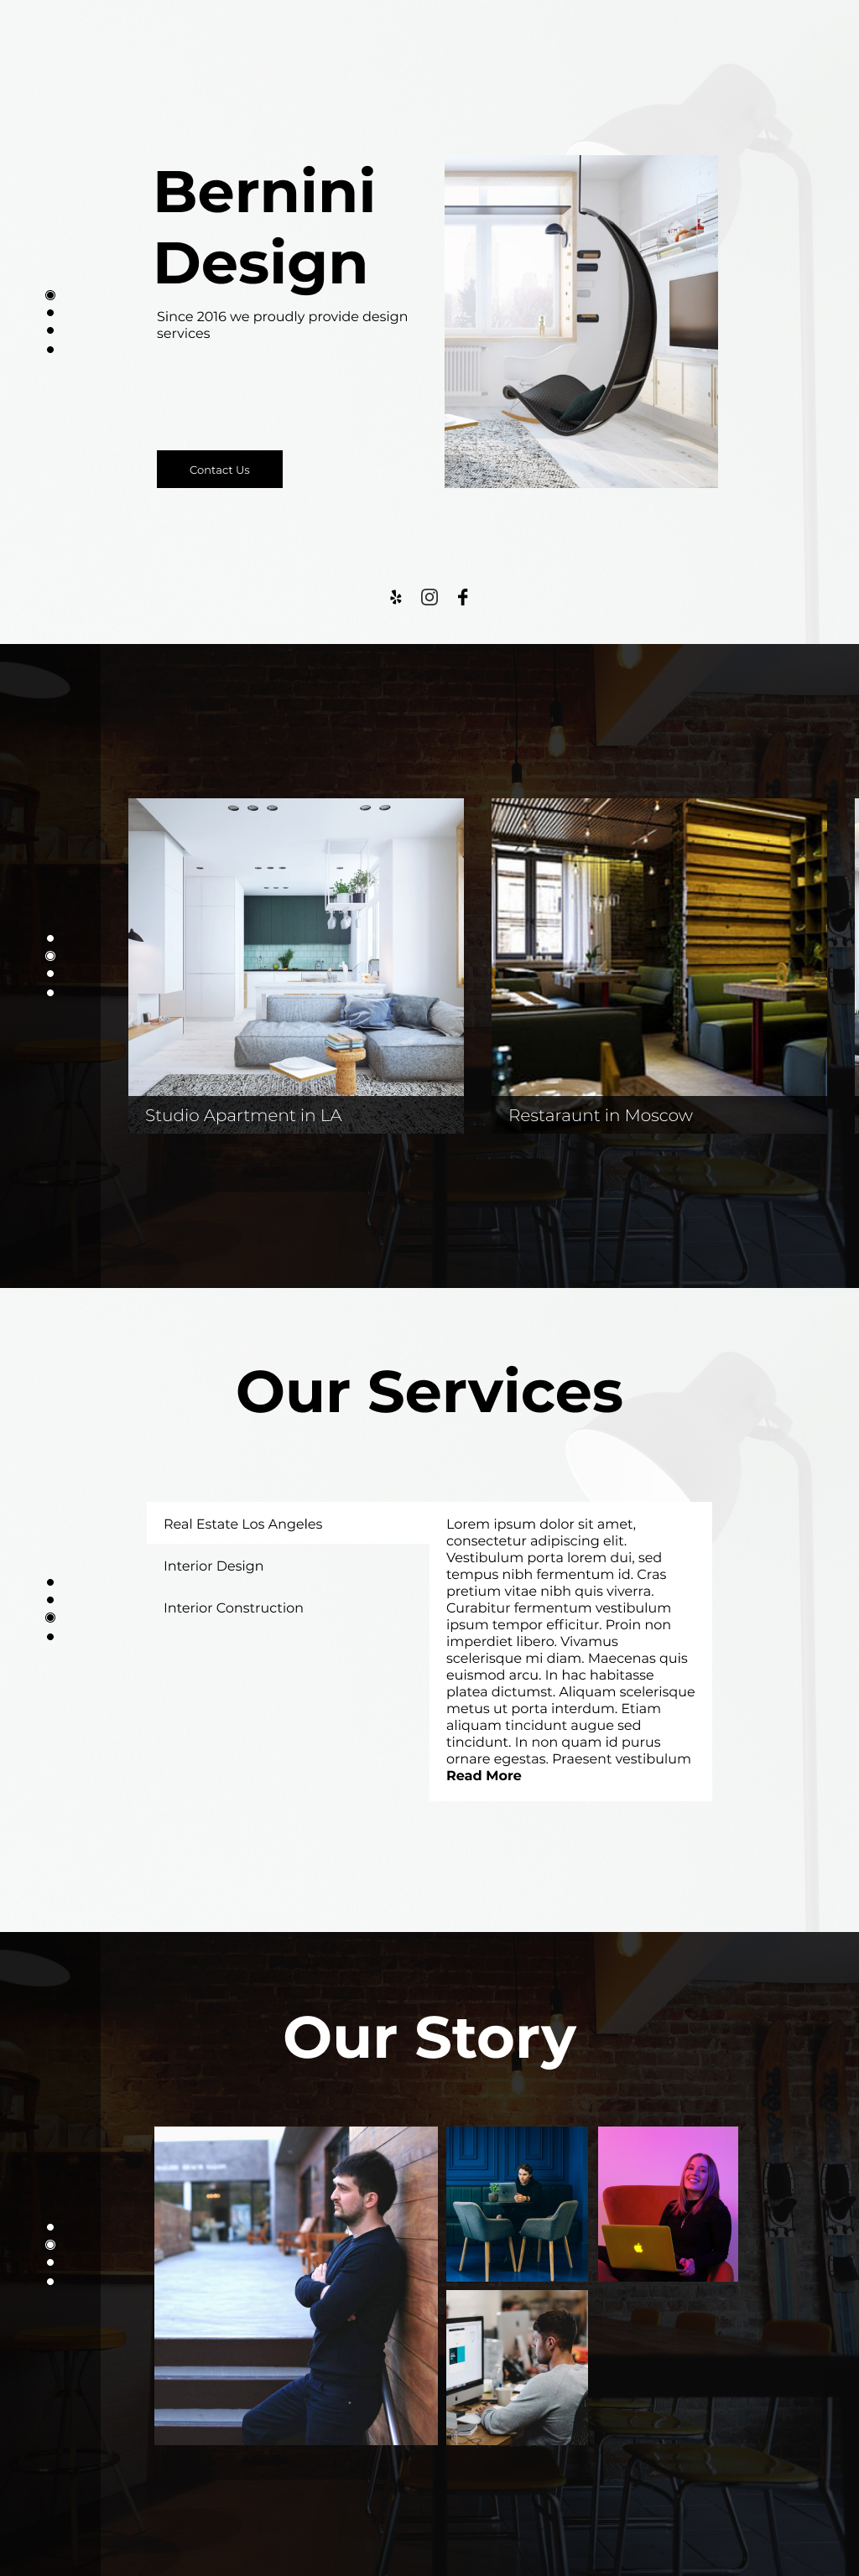 Bernini
Design
Since 2016 we proudly provide design
services
Contact Us
Studio Apartment in LA
Restaraunt in Moscow
Our Services
Real Estate Los Angeles
Interior Design
Interior Construction
Lorem ipsum dolor sit amet,
consectetur adipiscing elit.
Vestibulum porta lorem dui, sed
tempus nibh fermentum id. Cras
pretium vitae nibh quis viverra.
Curabitur fermentum vestibulum
ipsum tempor efficitur. Proin non
imperdiet libero. Vivamus
scelerisque mi diam. Maecenas quis
euismod arcu. In hac habitasse
platea dictumst. Aliquam scelerisque
metus ut porta interdum. Etiam
aliquam tincidunt augue sed
tincidunt. In non quam id purus
ornare egestas. Praesent vestibulum
Read More
Our Story